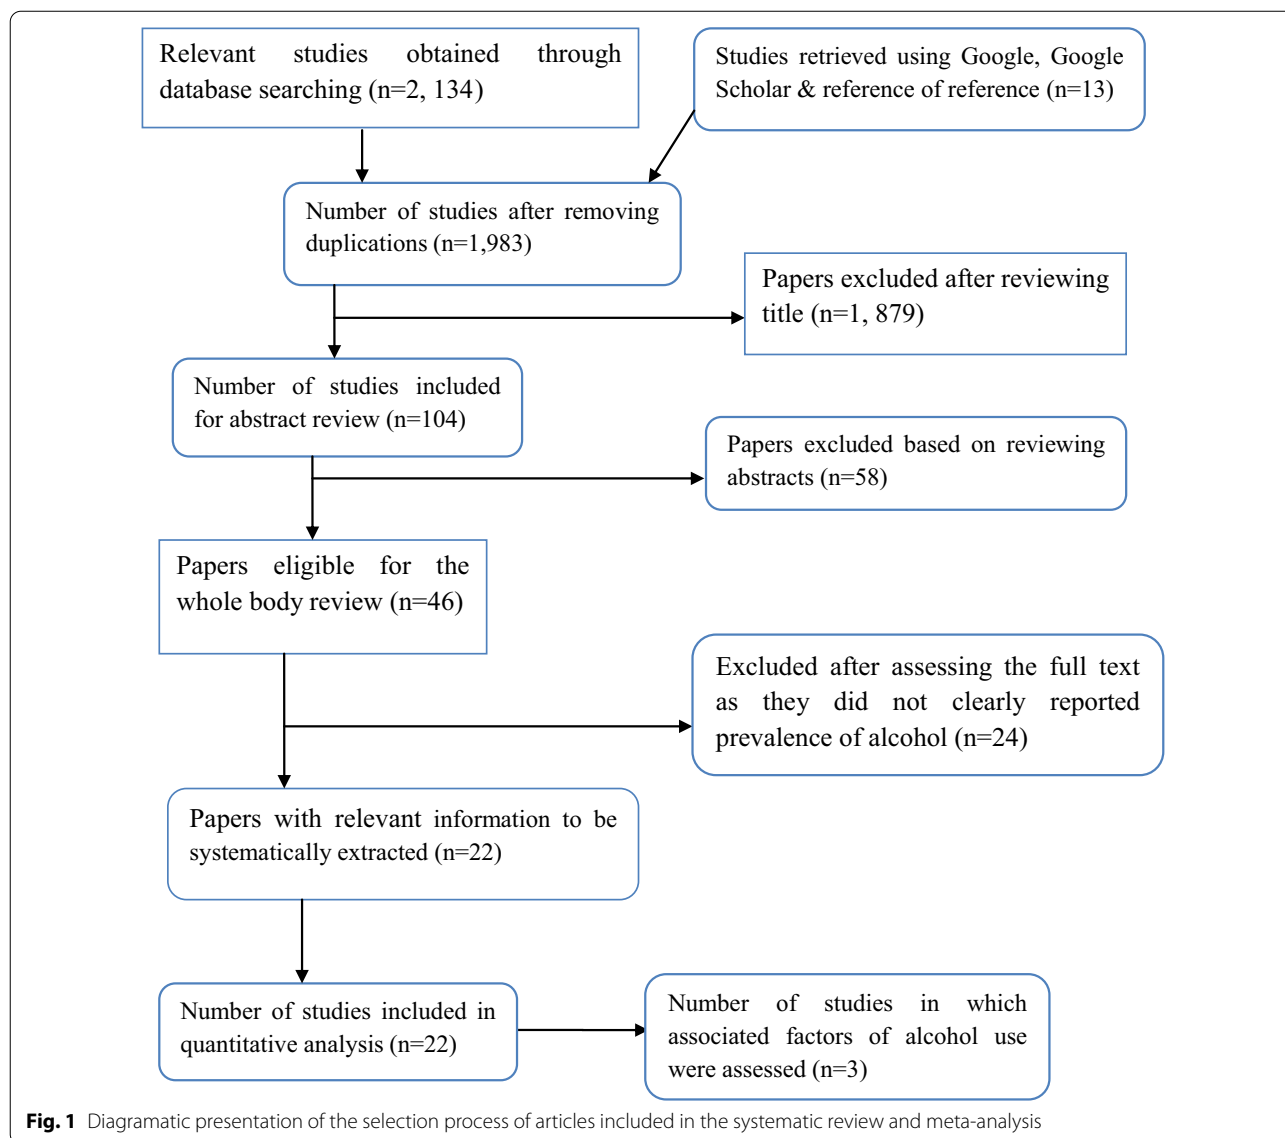 Relevant studies obtained through
database searching (n=2, 134)
Studies retrieved using Google, Google
Scholar & reference of reference (n=13)
Number of studies after removing
duplications (n=1,983)
Papers excluded after reviewing
title (n=1, 879)
Number of studies included
for abstract review (n=104)
Papers excluded based on reviewing
abstracts (n=58)
Papers eligible for the
whole body review (n=46)
Excluded after assessing the full text
as they did not clearly reported
prevalence of alcohol (n=24)
Papers with relevant information to be
systematically extracted (n=22)
Number of studies included in
quantitative analysis (n=22)
Number of studies in which
associated factors of alcohol use
were assessed (n=3)
Fig. 1 Diagramatic presentation of the selection process of articles included in the systematic review and meta-analysis